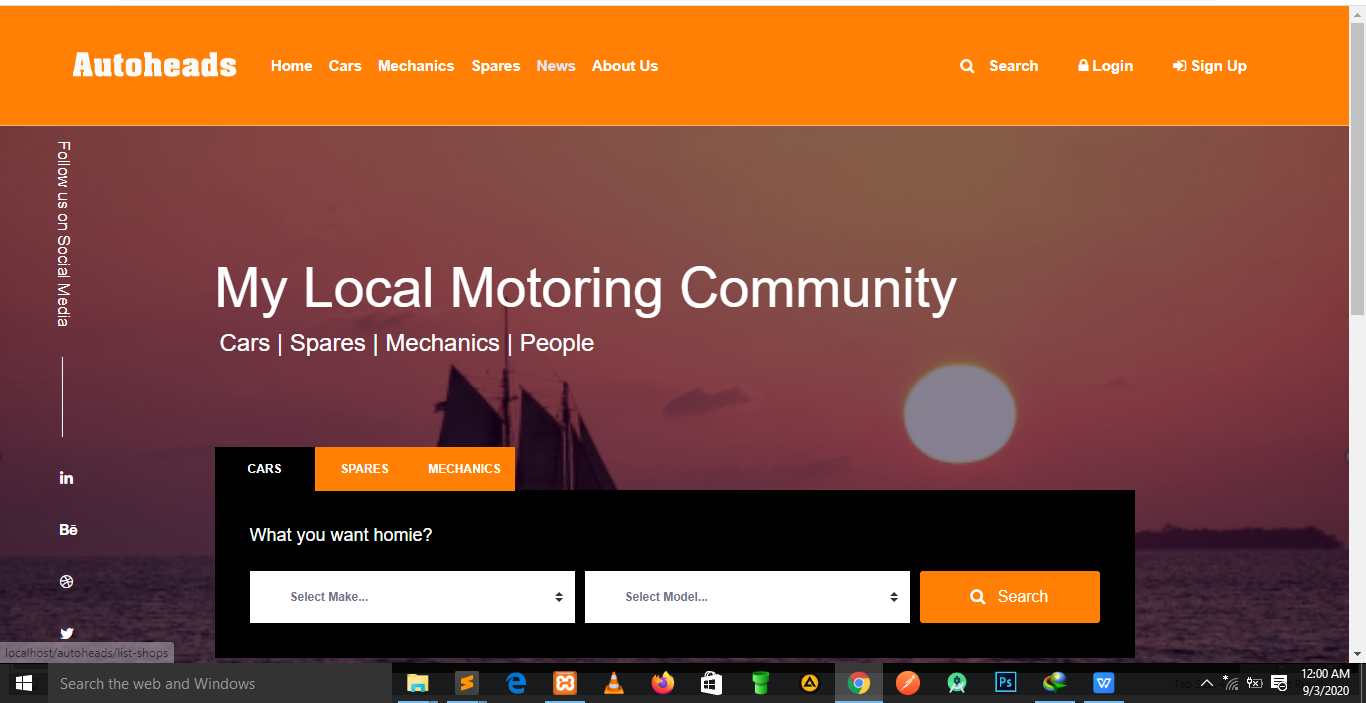 Autoheads
Home Cars Mechanics Spares News About Us
Search Login Sign Up
Follow us on Social Media
My Local Motoring Community
Cars | Spares | Mechanics | People
in
Bē
CARS SPARES MECHANICS
What you want homie?
Select Make... Select Model... Search
localhost/autoheads/list-shops
Search the web and Windows
Ps
W
12:00 AM
9/3/2020